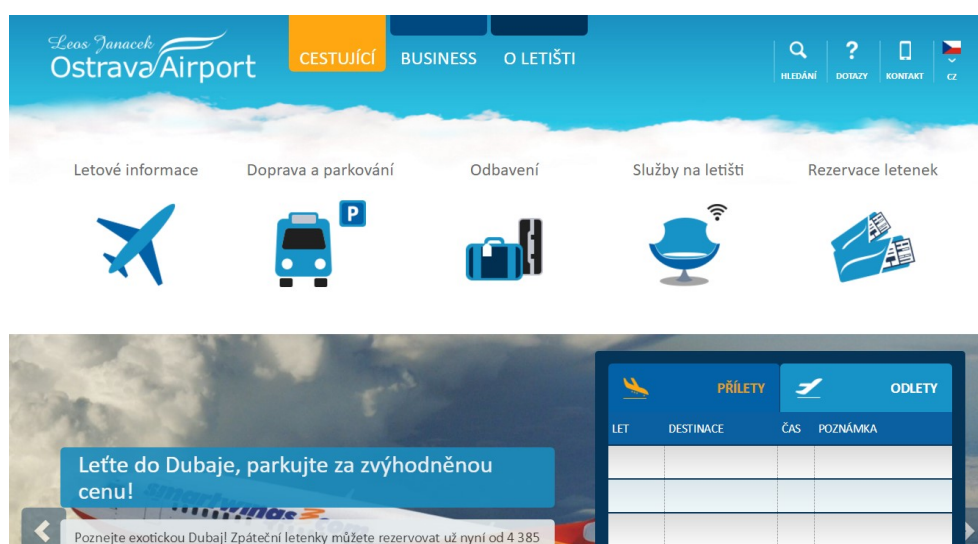 Leos Janacek
Ostrava Airport
CESTUJÍCÍ BUSINESS O LETIŠTI
HLEDÁNÍ DOTAZY KONTAKT CZ
Letové informace Doprava a parkování Odbavení Služby na letišti Rezervace letenek
P
PŘÍLETY ODLETY
LET DESTINACE ČAS POZNÁMKA
Leťte do Dubaje, parkujte za zvýhodněnou
cenu!
smartwings.com
Poznejte exotickou Dubaj! Zpáteční letenky můžete rezervovat už nyní od 4 385